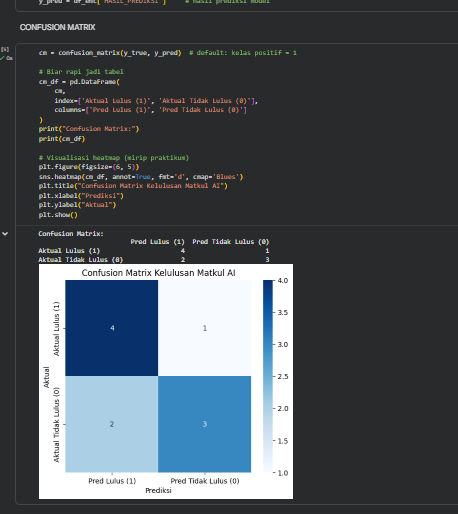 y_pred = df_eml['HASIL_PREDIKSI']     # hasil prediksi model
CONFUSION MATRIX
[5]
✓ 0s
cm = confusion_matrix(y_true, y_pred)  # default: kelas positif = 1
# Biar rapi jadi tabel
cm_df = pd.DataFrame(
    cm,
    index=['Aktual Lulus (1)', 'Aktual Tidak Lulus (0)'],
    columns=['Pred Lulus (1)', 'Pred Tidak Lulus (0)']
)
print("Confusion Matrix:")
print(cm_df)
# Visualisasi heatmap (mirip praktikum)
plt.figure(figsize=(6, 5))
sns.heatmap(cm_df, annot=True, fmt='d', cmap='Blues')
plt.title("Confusion Matrix Kelulusan Matkul AI")
plt.xlabel("Prediksi")
plt.ylabel("Aktual")
plt.show()
Confusion Matrix:
Pred Lulus (1)  Pred Tidak Lulus (0)
Aktual Lulus (1)  4  1
Aktual Tidak Lulus (0)  2  3
Confusion Matrix Kelulusan Matkul AI
4.0
3.5
3.0
2.5
2.0
1.5
1.0
Aktual
Aktual Lulus (1)
4  1
Aktual Tidak Lulus (0)
2  3
Pred Lulus (1)  Pred Tidak Lulus (0)
Prediksi